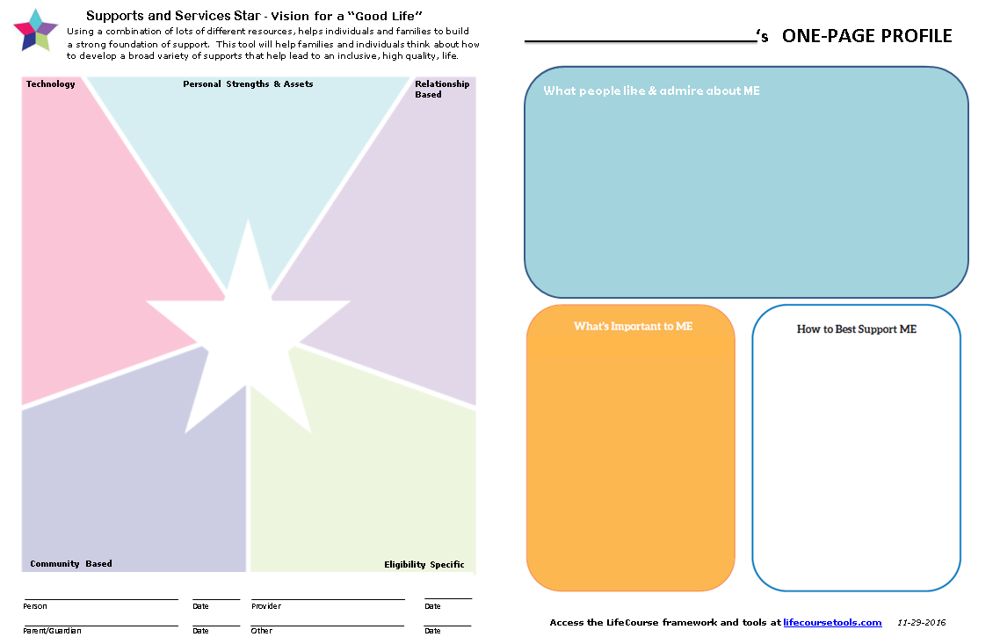 Supports and Services Star - Vision for a “Good Life”
Using a combination of lots of different resources, helps individuals and families to build
a strong foundation of support. This tool will help families and individuals think about how
to develop a broad variety of supports that help lead to an inclusive, high quality, life.
Technology
Personal Strengths & Assets
Relationship
Based
Community Based
Eligibility Specific
Person
Date
Provider
Date
Parent/Guardian
Date
Other
Date
‘s ONE-PAGE PROFILE
What people like & admire about ME
What's Important to ME
How to Best Support ME
Access the LifeCourse framework and tools at lifecoursetools.com 11-29-2016